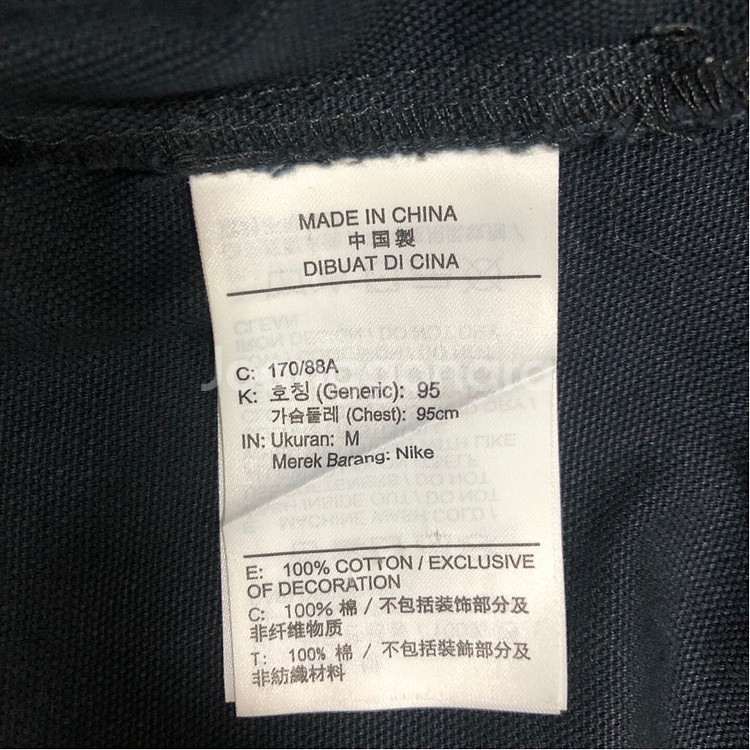 MADE IN CHINA
中国製
DIBUAT DI CINA
C: 170/88A
K: 호칭 (Generic): 95
가슴둘레 (Chest): 95cm
IN: Ukuran: M
Merek Barang: Nike
E: 100% COTTON / EXCLUSIVE
OF DECORATION
C: 100% 棉 / 不包括装饰部分及
非纤维物质
T: 100% 棉 / 不包括裝飾部分及
非紡織材料